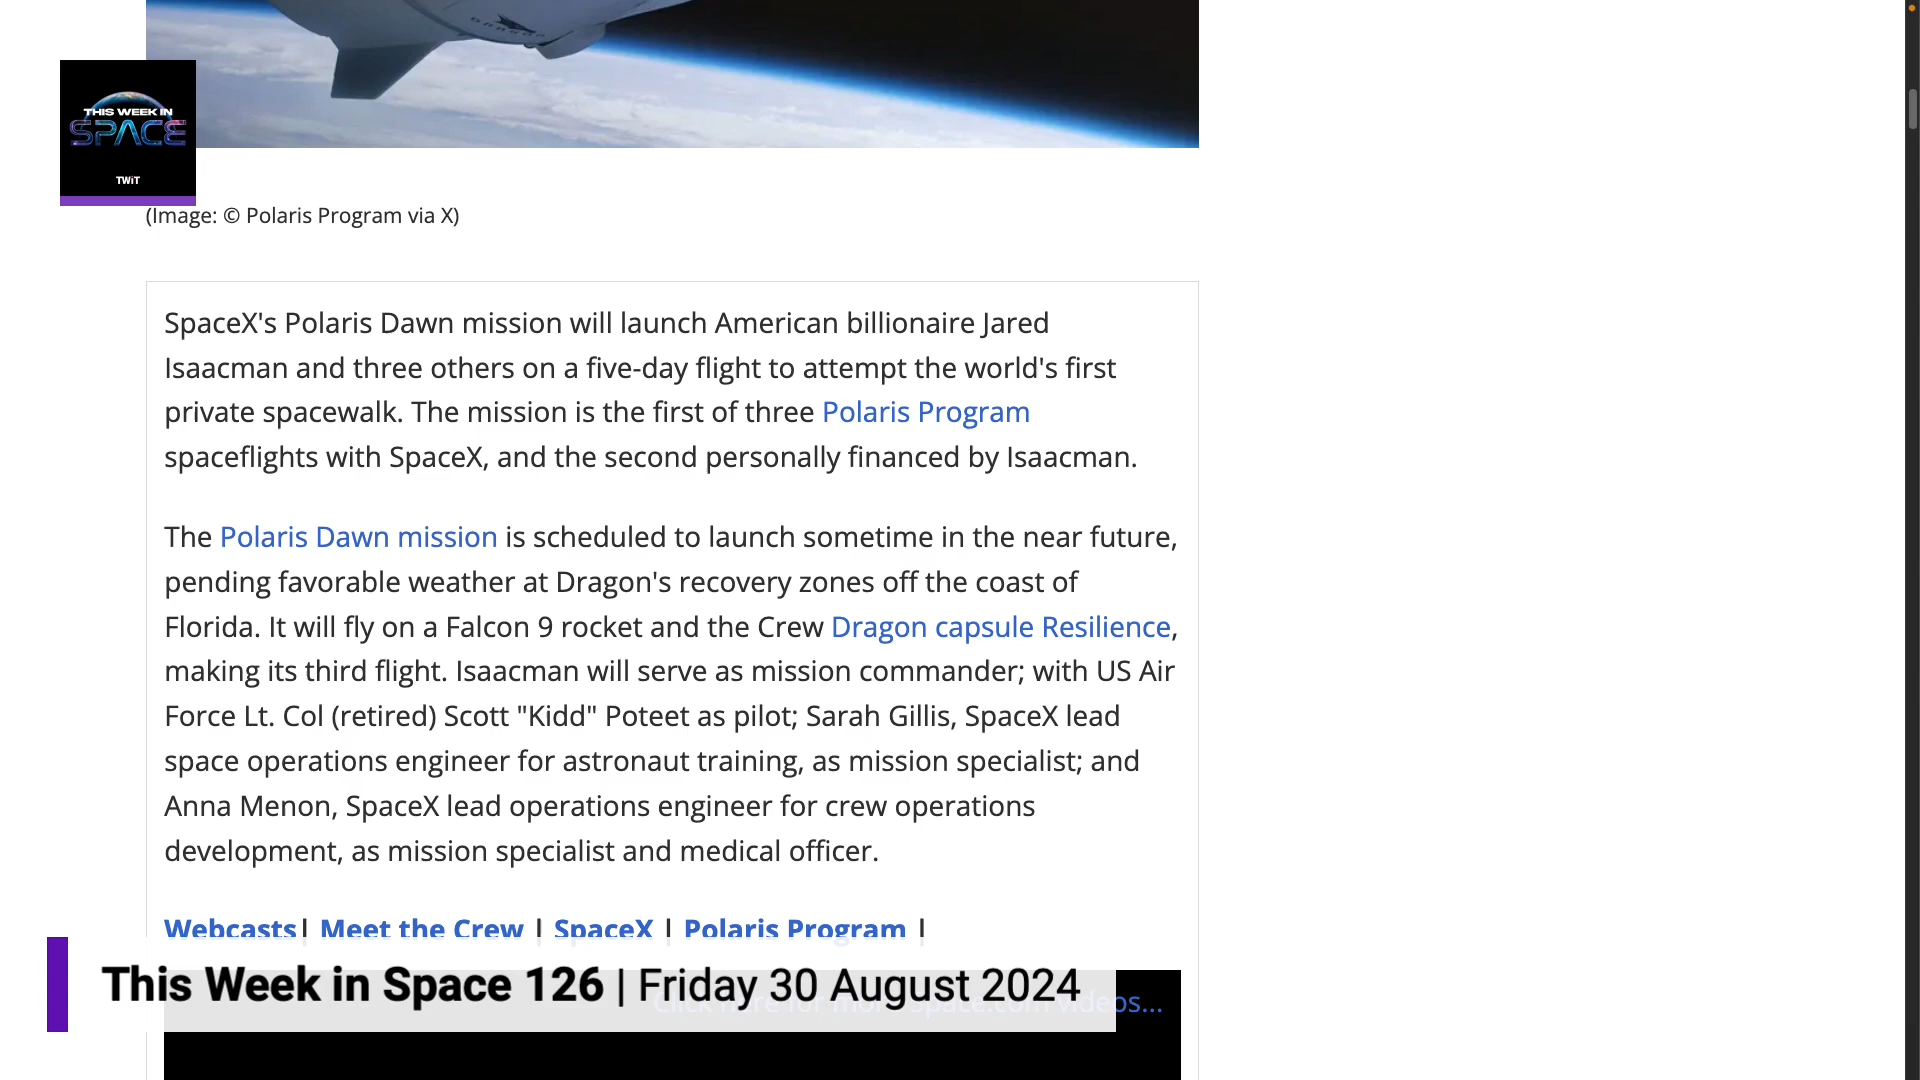 THIS WEEK IN
SPACE
TWiT
(Image: © Polaris Program via X)
SpaceX's Polaris Dawn mission will launch American billionaire Jared
Isaacman and three others on a five-day flight to attempt the world's first
private spacewalk. The mission is the first of three Polaris Program
spaceflights with SpaceX, and the second personally financed by Isaacman.
The Polaris Dawn mission is scheduled to launch sometime in the near future,
pending favorable weather at Dragon's recovery zones off the coast of
Florida. It will fly on a Falcon 9 rocket and the Crew Dragon capsule Resilience,
making its third flight. Isaacman will serve as mission commander; with US Air
Force Lt. Col (retired) Scott "Kidd" Poteet as pilot; Sarah Gillis, SpaceX lead
space operations engineer for astronaut training, as mission specialist; and
Anna Menon, SpaceX lead operations engineer for crew operations
development, as mission specialist and medical officer.
Webcasts| Meet the Crew | SpaceX | Polaris Program |
This Week in Space 126 | Friday 30 August 2024
Click here for more Space.com videos...